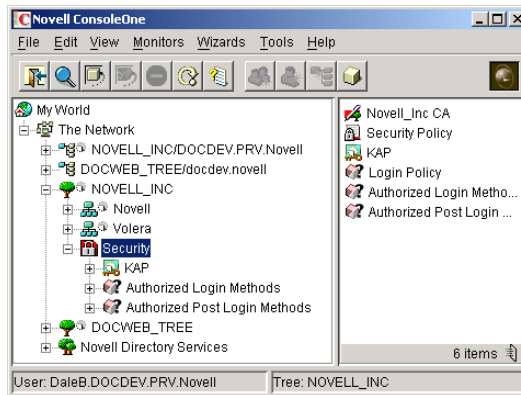 Novell ConsoleOne
File Edit View Monitors Wizards Tools Help
My World
The Network
NOVELL_INC/DOCDEV.PRV.Novell
DOCWEB_TREE/docdev.novell
NOVELL_INC
Novell
Volera
Security
KAP
Authorized Login Methods
Authorized Post Login Methods
DOCWEB_TREE
Novell Directory Services
Novell_Inc CA
Security Policy
KAP
Login Policy
Authorized Login Metho...
Authorized Post Login ...
6 items
User: DaleB.DOCDEV.PRV.Novell
Tree: NOVELL_INC